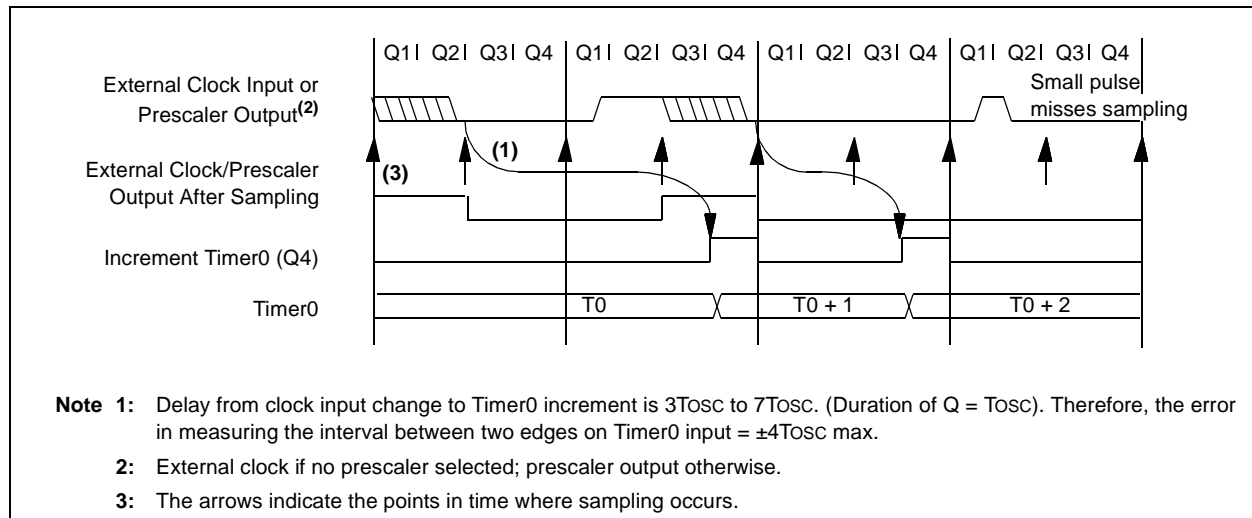 Q1 Q2 Q3 Q4 Q1 Q2 Q3 Q4 Q1 Q2 Q3 Q4 Q1 Q2 Q3 Q4
External Clock Input or
Prescaler Output(2)
Small pulse
misses sampling
(1)
External Clock/Prescaler
Output After Sampling
(3)
Increment Timer0 (Q4)
Timer0
T0
T0 + 1
T0 + 2
Note 1: Delay from clock input change to Timer0 increment is 3TOSC to 7TOSC. (Duration of Q = TOSC). Therefore, the error
in measuring the interval between two edges on Timer0 input = ±4TOSC max.
2: External clock if no prescaler selected; prescaler output otherwise.
3: The arrows indicate the points in time where sampling occurs.